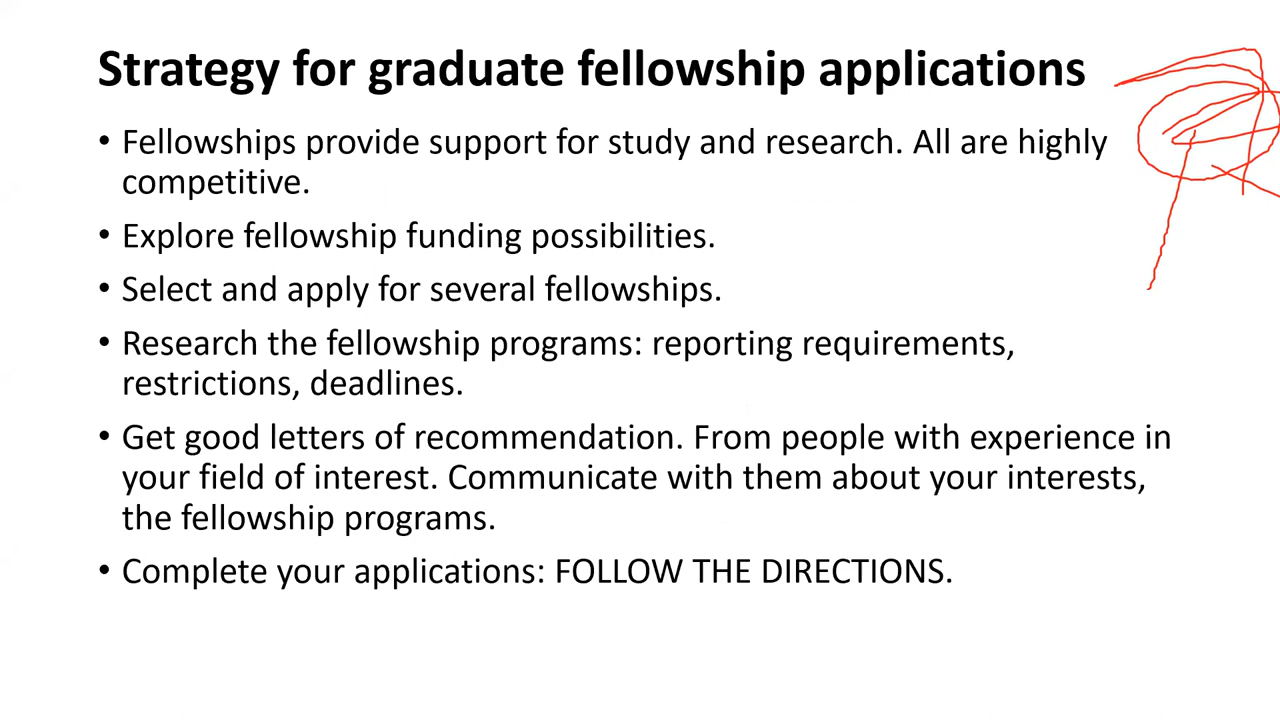 Strategy for graduate fellowship applications
• Fellowships provide support for study and research. All are highly
competitive.
• Explore fellowship funding possibilities.
• Select and apply for several fellowships.
• Research the fellowship programs: reporting requirements,
restrictions, deadlines.
• Get good letters of recommendation. From people with experience in
your field of interest. Communicate with them about your interests,
the fellowship programs.
• Complete your applications: FOLLOW THE DIRECTIONS.